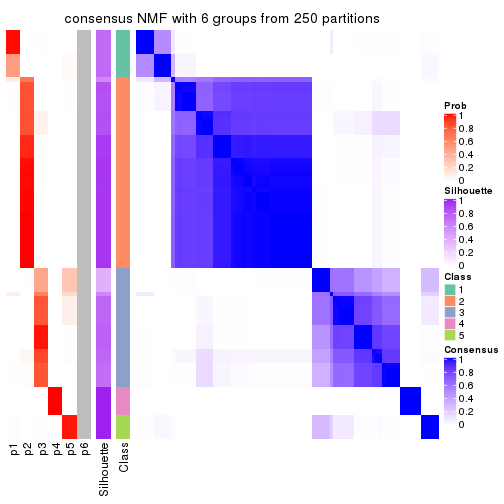 consensus NMF with 6 groups from 250 partitions
Prob
1
0.8
0.6
0.4
0.2
0
Silhouette
1
0.8
0.6
0.4
0.2
0
Class
1
2
3
4
5
Consensus
1
0.8
0.6
0.4
0.2
0
p1
p2
p3
p4
p5
p6
Silhouette
Class